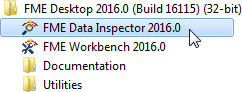 FME Desktop 2016.0 (Build 16115) (32-bit)
FME Data Inspector 2016.0
FME Workbench 2016.0
Documentation
Utilities